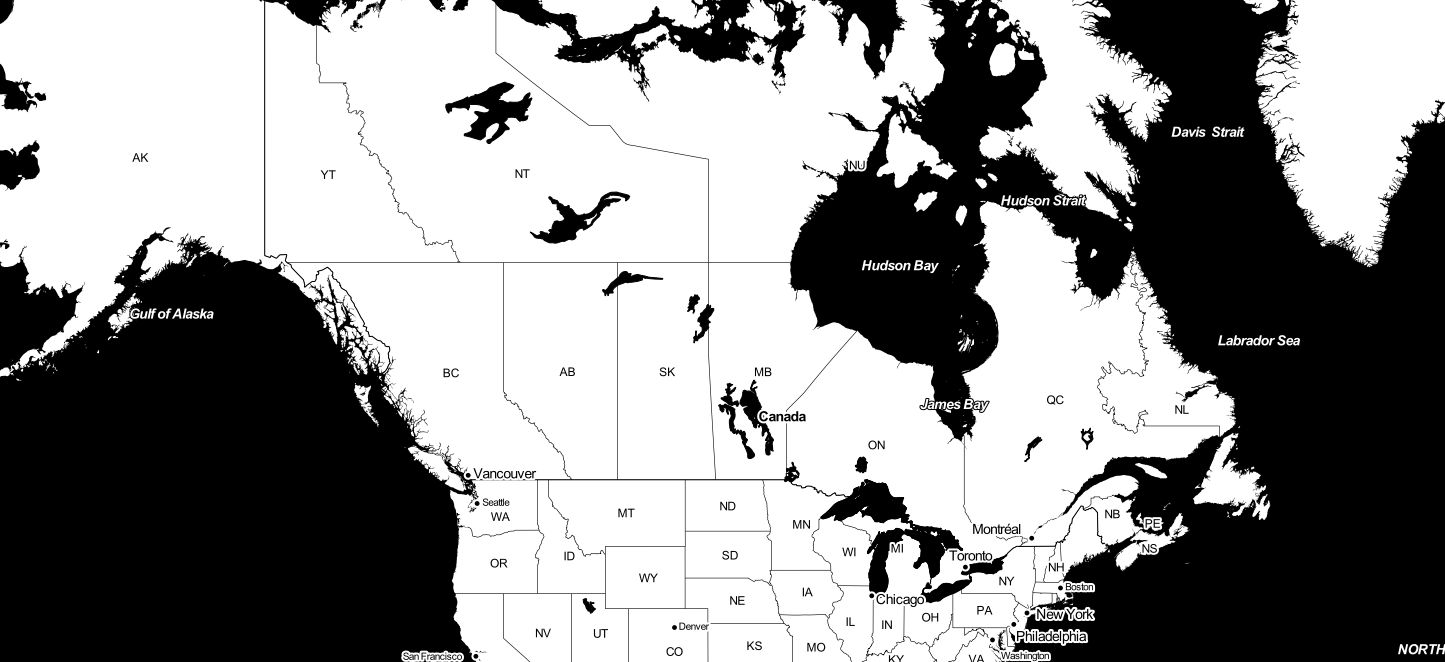 Davis Strait
AK
NU
YT
NT
Hudson Strait
Hudson Bay
Gulf of Alaska
Labrador Sea
BC
AB
SK
MB
QC
James Bay
NL
Canada
ON
Vancouver
Seattle
WA
MT
ND
MN
NB
PE
Montréal
WI
MI
NS
OR
ID
SD
Toronto
NH
WY
NY
Boston
IA
NE
Chicago
PA
New York
IL
IN
OH
Denver
NV
UT
Philadelphia
CO
KS
MO
San Francisco
KY
VA
Washington
NORTH